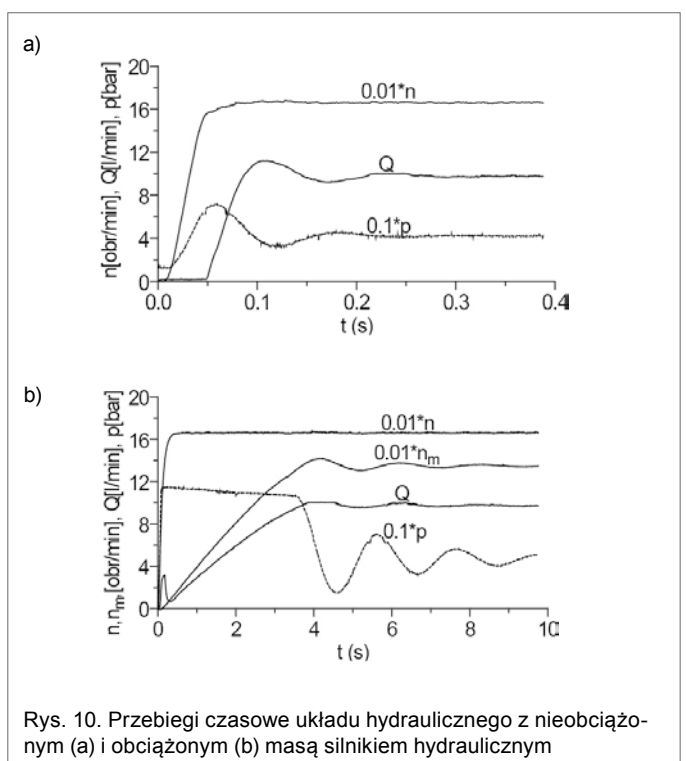 a)
n[obr/min], Q[l/min], p[bar]
20
16
12
8
4
0
0.01*n
Q
0.1*p
0.0 0.1 0.2 0.3 0.4
t (s)
b)
n, nm, [obr/min], Q[l/min], p[bar]
20
16
12
8
4
0
0.01*n
0.01*nm
Q
0.1*p
0 2 4 6 8 10
t (s)
Rys. 10. Przebiegi czasowe układu hydraulicznego z nieobciążo-
nym (a) i obciążonym (b) masą silnikiem hydraulicznym